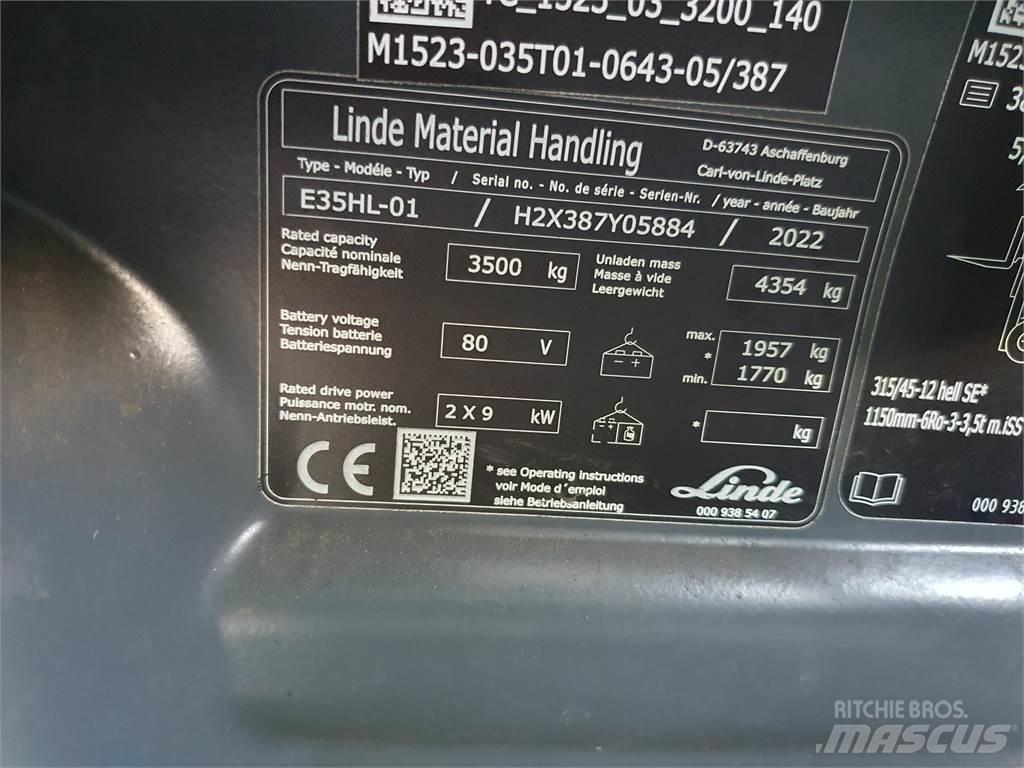 _1523_03_3200_140
M1523-035T01-0643-05/387
Linde Material Handling
D-63743 Aschaffenburg
Carl-von-Linde-Platz
Type - Modéle - Typ / Serial no. - No. de série - Serien-Nr. / year - année - Baujahr
E35HL-01 / H2X387Y05884 / 2022
Rated capacity
Capacité nominale
Nenn-Tragfähigkeit
3500 kg
Unladen mass
Masse à vide
Leergewicht
4354 kg
Battery voltage
Tension batterie
Batteriespannung
80 V
max.
*
min.
1957 kg
1770 kg
Rated drive power
Puissance motr. nom.
Nenn-Antriebsleist.
2 X 9 kW
* kg
CE
* see Operating instructions
voir Mode d´emploi
siehe Betriebsanleitung
Linde
000 938 54 07
M152
315/45-12 hell SE*
1150mm-6Ro-3-3,5t m.iSS
000 938
RITCHIE BROS.
MASCUS